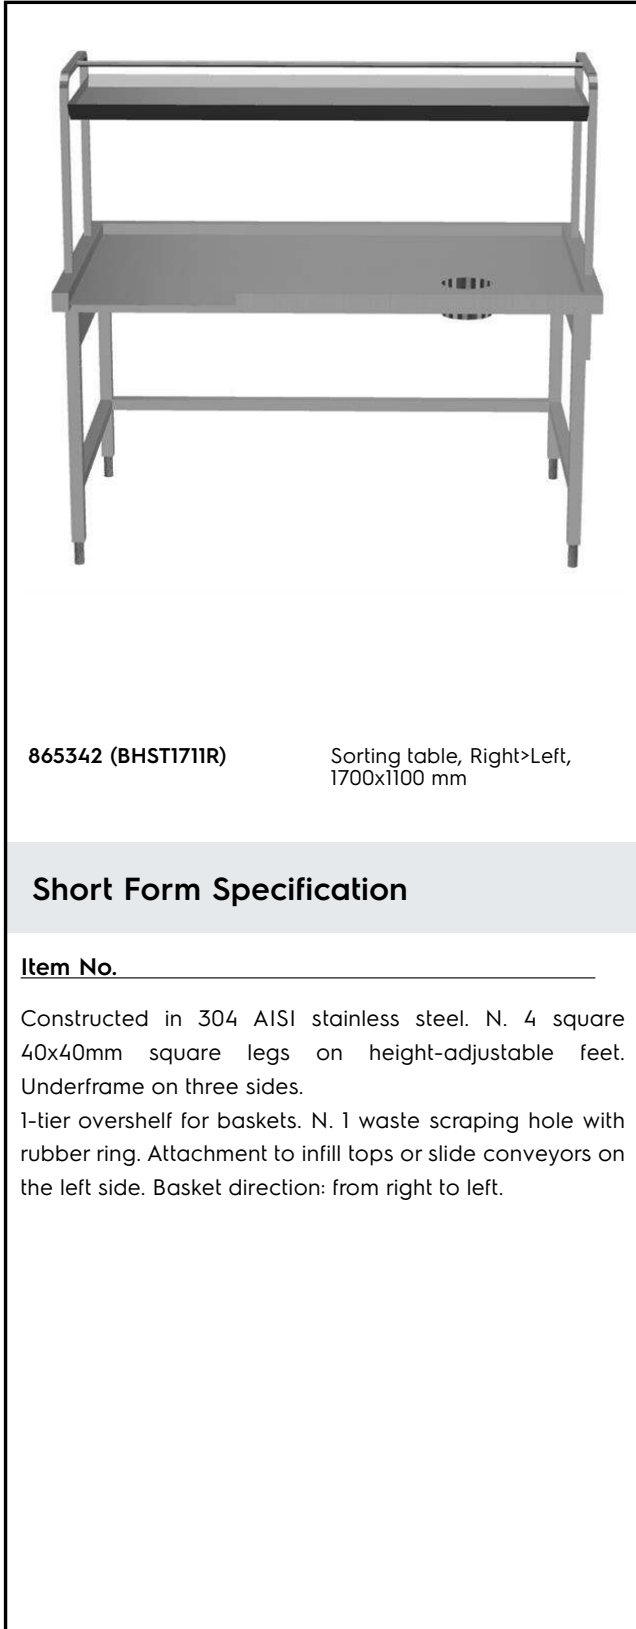 865342 (BHST1711R)
Sorting table, Right>Left,
1700x1100 mm
Short Form Specification
Item No.
Constructed in 304 AISI stainless steel. N. 4 square
40x40mm square legs on height-adjustable feet.
Underframe on three sides.
1-tier overshelf for baskets. N. 1 waste scraping hole with
rubber ring. Attachment to infill tops or slide conveyors on
the left side. Basket direction: from right to left.